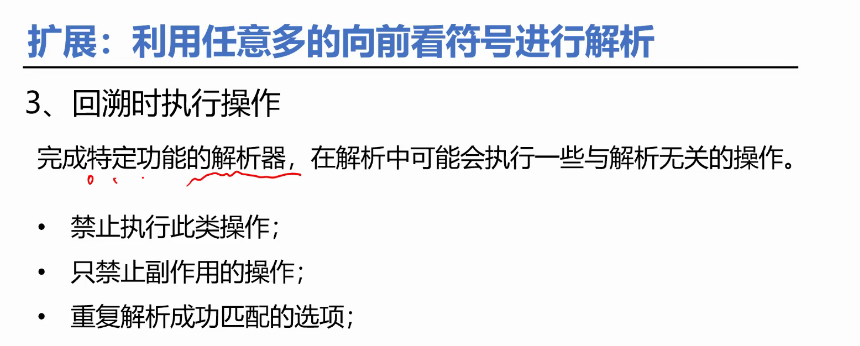 扩展：利用任意多的向前看符号进行解析
3、回溯时执行操作
完成特定功能的解析器，在解析中可能会执行一些与解析无关的操作。
• 禁止执行此类操作；
• 只禁止副作用的操作；
• 重复解析成功匹配的选项；